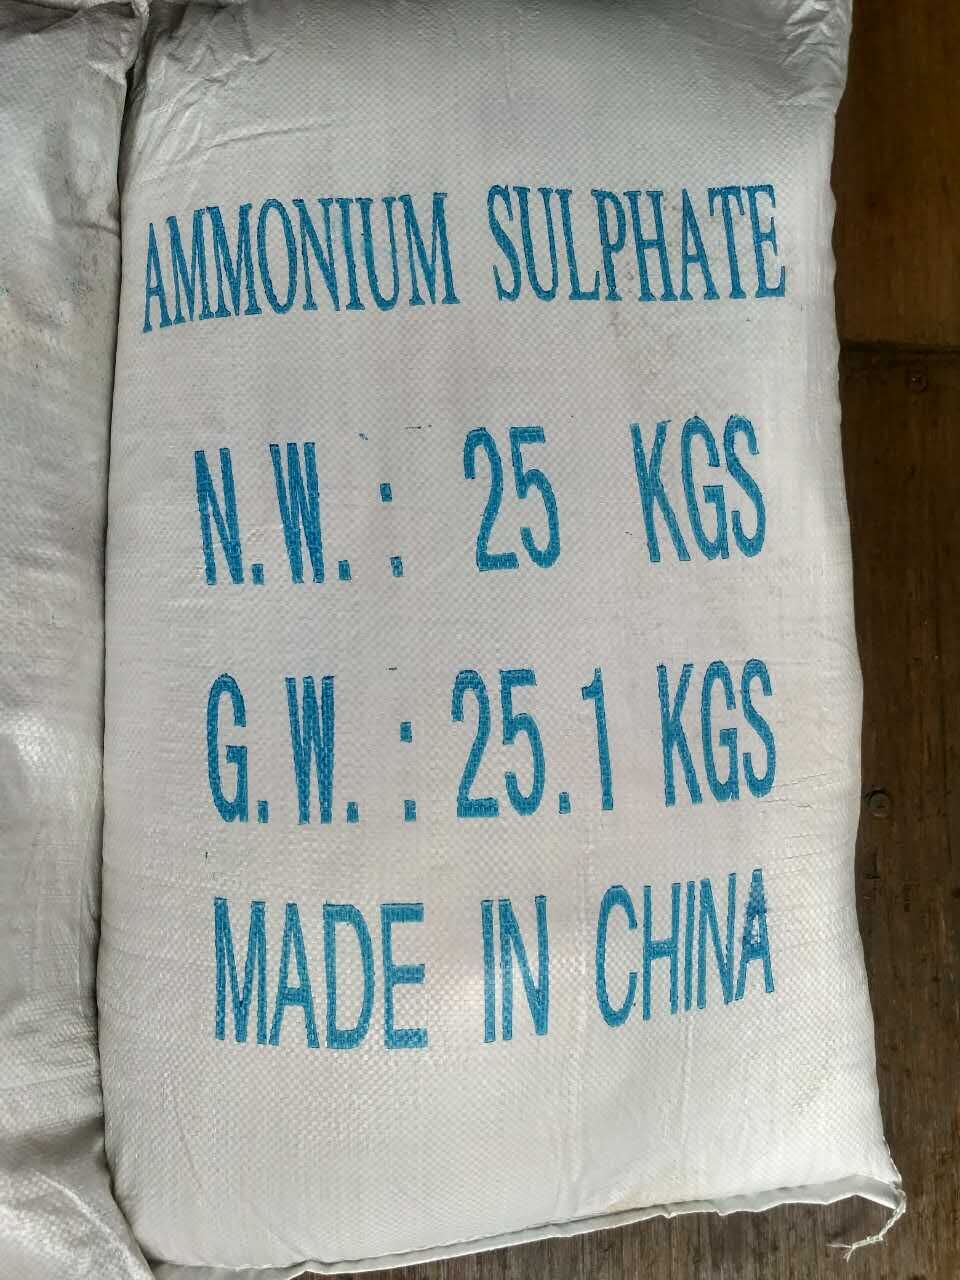 AMMONIUM SULPHATE
N.W.: 25 KGS
G.W.: 25.1 KGS
MADE IN CHINA